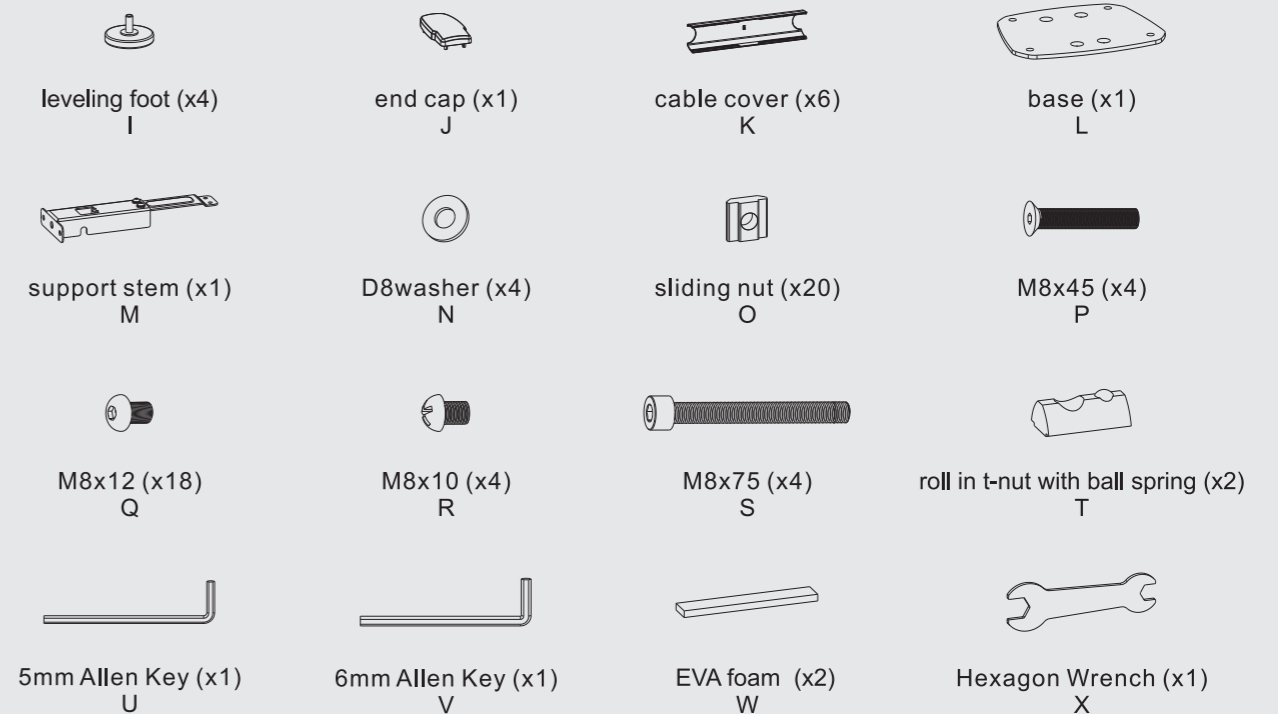 leveling foot (x4)
I
end cap (x1)
J
cable cover (x6)
K
base (x1)
L
support stem (x1)
M
D8washer (x4)
N
sliding nut (x20)
O
M8x45 (x4)
P
M8x12 (x18)
Q
M8x10 (x4)
R
M8x75 (x4)
S
roll in t-nut with ball spring (x2)
T
5mm Allen Key (x1)
U
6mm Allen Key (x1)
V
EVA foam (x2)
W
Hexagon Wrench (x1)
X